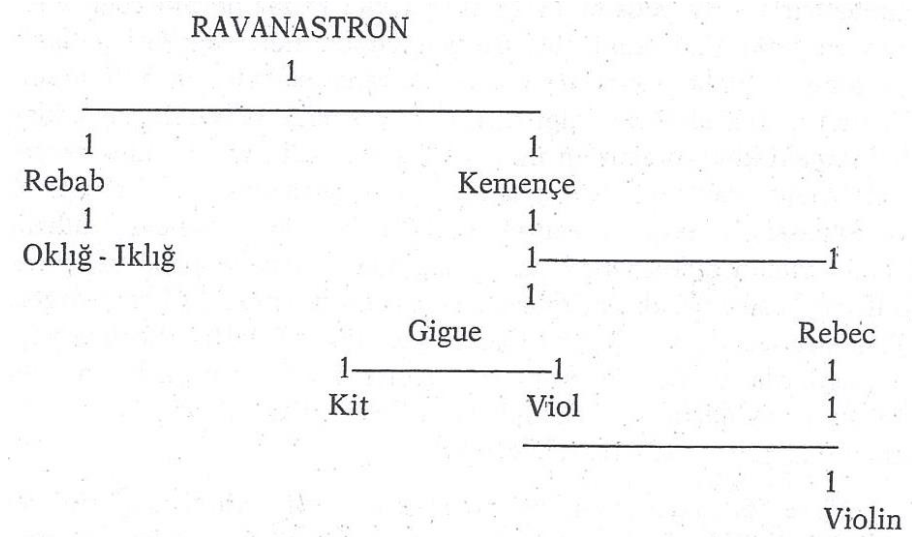 RAVANASTRON
1
1 1
Rebab Kemençe
1 1
Oklığ - Iklığ 1 1
1
Gigue Rebec
1 1 1
Kit Viol 1
1
Violin